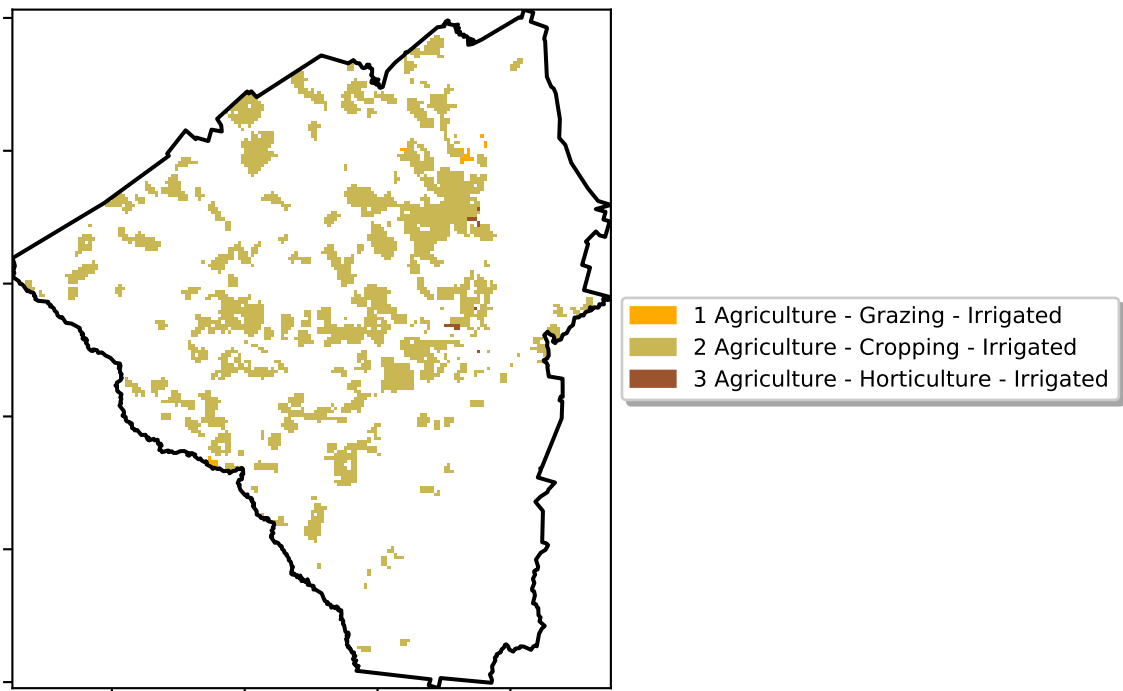 1 Agriculture - Grazing - Irrigated
2 Agriculture - Cropping - Irrigated
3 Agriculture - Horticulture - Irrigated